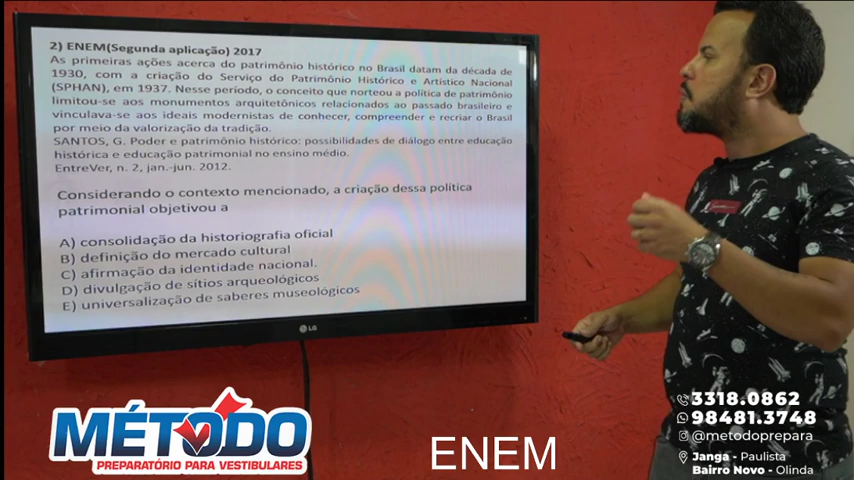 2) ENEM(Segunda aplicação) 2017
As primeiras ações acerca do patrimônio histórico no Brasil datam da década de
1930, com a criação do Serviço do Patrimônio Histórico e Artístico Nacional
(SPHAN), em 1937. Nesse período, o conceito que norteou a política de patrimônio
limitou-se aos monumentos arquitetônicos relacionados ao passado brasileiro e
vinculava-se aos ideais modernistas de conhecer, compreender e recriar o Brasil
por meio da valorização da tradição.
SANTOS, G. Poder e patrimônio histórico: possibilidades de diálogo entre educação
histórica e educação patrimonial no ensino médio.
EntreVer, n. 2, jan.-jun. 2012.
Considerando o contexto mencionado, a criação dessa política
patrimonial objetivou a
A) consolidação da historiografia oficial
B) definição do mercado cultural
C) afirmação da identidade nacional.
D) divulgação de sítios arqueológicos
E) universalização de saberes museológicos
LG
MÉTODO
PREPARATÓRIO PARA VESTIBULARES
ENEM
3318.0862
98481.3748
@metodoprepara
Janga - Paulista
Bairro Novo - Olinda